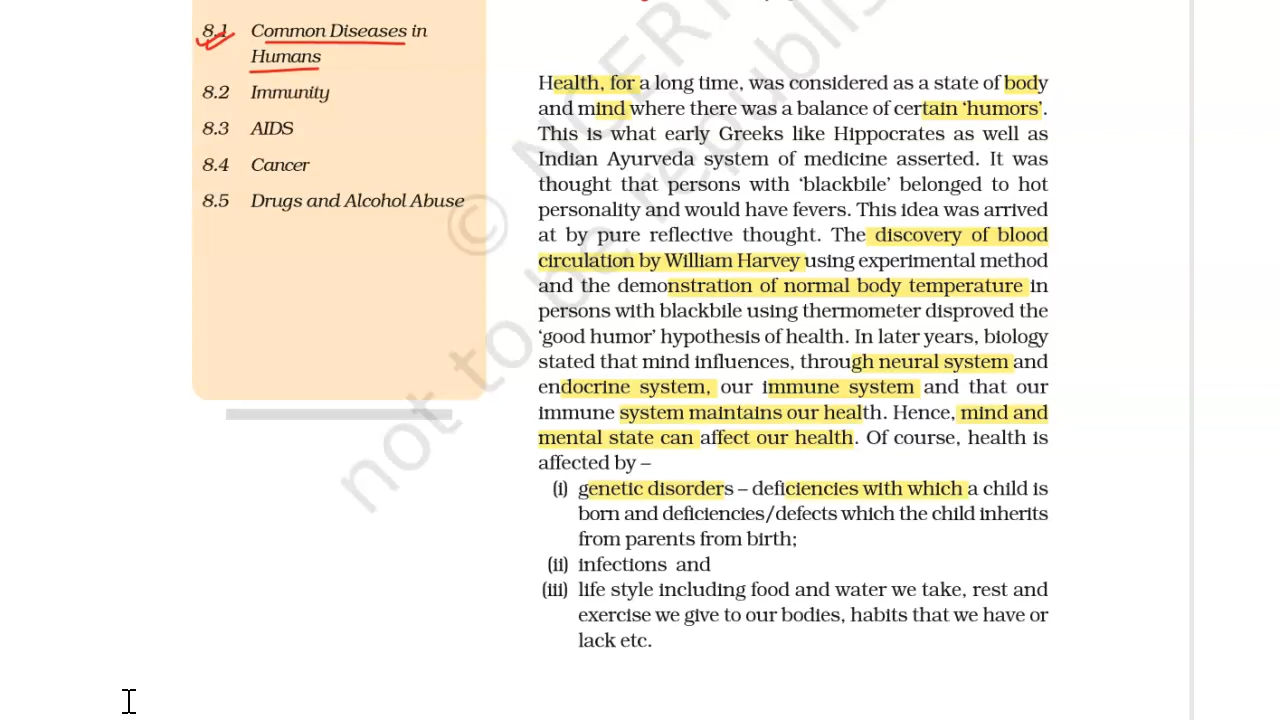 8.1 Common Diseases in
Humans
8.2 Immunity
8.3 AIDS
8.4 Cancer
8.5 Drugs and Alcohol Abuse
Health, for a long time, was considered as a state of body
and mind where there was a balance of certain ‘humors’.
This is what early Greeks like Hippocrates as well as
Indian Ayurveda system of medicine asserted. It was
thought that persons with ‘blackbile’ belonged to hot
personality and would have fevers. This idea was arrived
at by pure reflective thought. The discovery of blood
circulation by William Harvey using experimental method
and the demonstration of normal body temperature in
persons with blackbile using thermometer disproved the
‘good humor’ hypothesis of health. In later years, biology
stated that mind influences, through neural system and
endocrine system, our immune system and that our
immune system maintains our health. Hence, mind and
mental state can affect our health. Of course, health is
affected by –
(i) genetic disorders – deficiencies with which a child is
born and deficiencies/defects which the child inherits
from parents from birth;
(ii) infections and
(iii) life style including food and water we take, rest and
exercise we give to our bodies, habits that we have or
lack etc.
© NCER
not to be republis